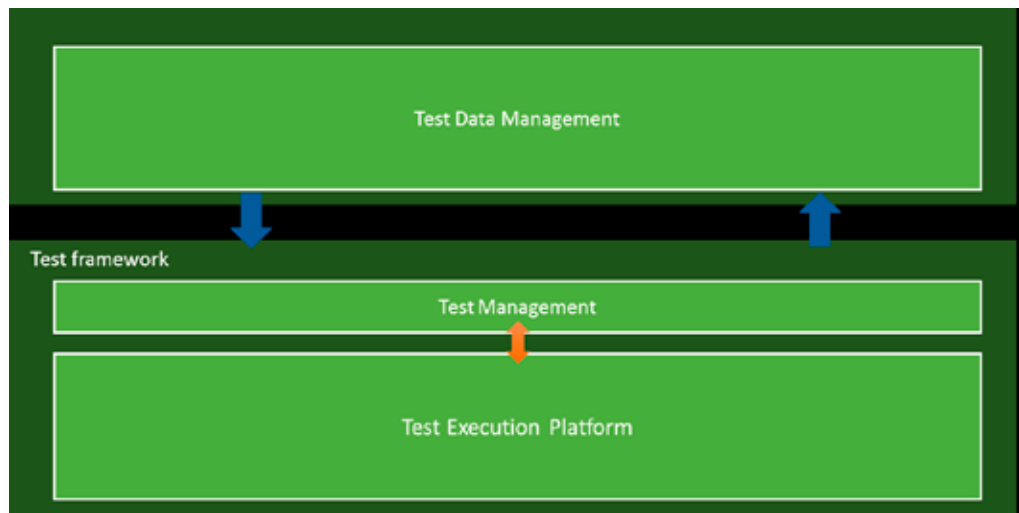 Test Data Management
Test framework
Test Management
Test Execution Platform